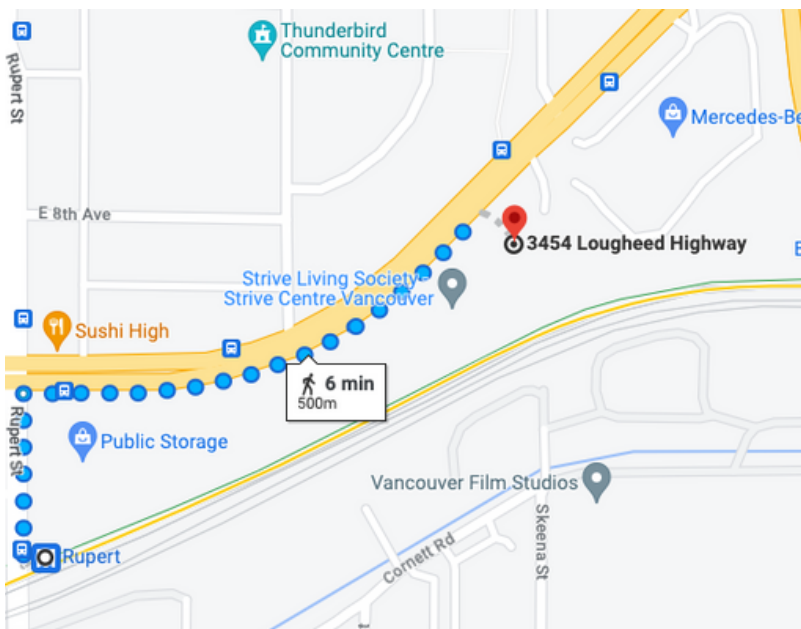 Thunderbird
Community Centre
Rupert St
Mercedes-Be
E 8th Ave
3454 Lougheed Highway
E
Strive Living Society-
Strive Centre Vancouver
Sushi High
6 min
500m
Rupert St
Public Storage
Vancouver Film Studios
Skeena St
Cornett Rd
Rupert